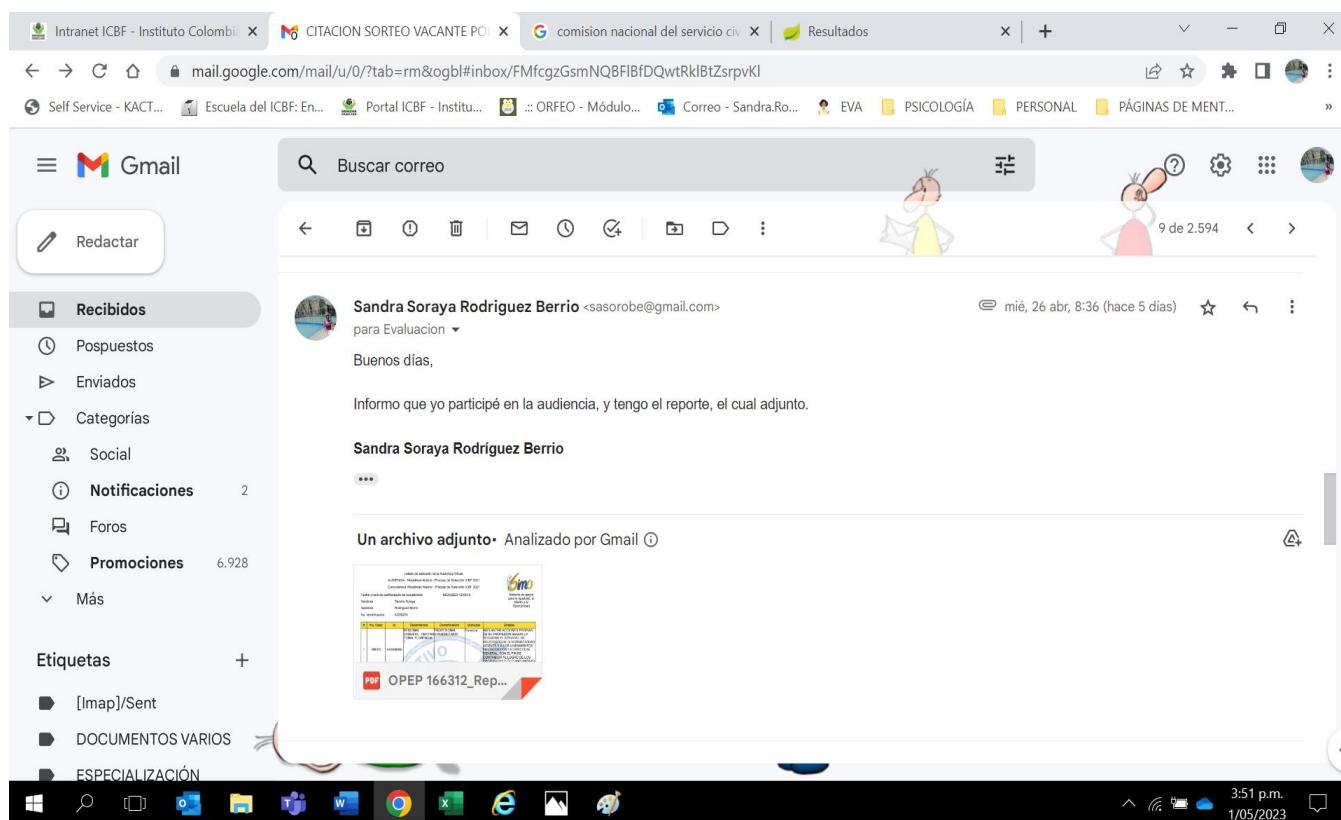 Intranet ICBF - Instituto Colombi
CITACION SORTEO VACANTE PO
comision nacional del servicio civ
Resultados
mail.google.com/mail/u/0/?tab=rm&ogbl#inbox/FMfcgzGsmNQBFlBfDQwtRklBtZsrpvKl
Self Service - KACT...
Escuela del ICBF: En...
Portal ICBF - Institu...
.:: ORFEO - Módulo...
Correo - Sandra.Ro...
EVA
PSICOLOGÍA
PERSONAL
PÁGINAS DE MENT...
Gmail
Buscar correo
Redactar
9 de 2.594
Recibidos
Pospuestos
Enviados
Categorías
Social
Notificaciones 2
Foros
Promociones 6.928
Más
Etiquetas +
[Imap]/Sent
DOCUMENTOS VARIOS
ESPECIALIZACIÓN
Sandra Soraya Rodriguez Berrio <sasorobe@gmail.com>
mié, 26 abr, 8:36 (hace 5 días)
para Evaluacion
Buenos días,
Informo que yo participé en la audiencia, y tengo el reporte, el cual adjunto.
Sandra Soraya Rodríguez Berrio
Un archivo adjunto • Analizado por Gmail
Simo
PDF OPEP 166312_Rep...
3:51 p.m.
1/05/2023